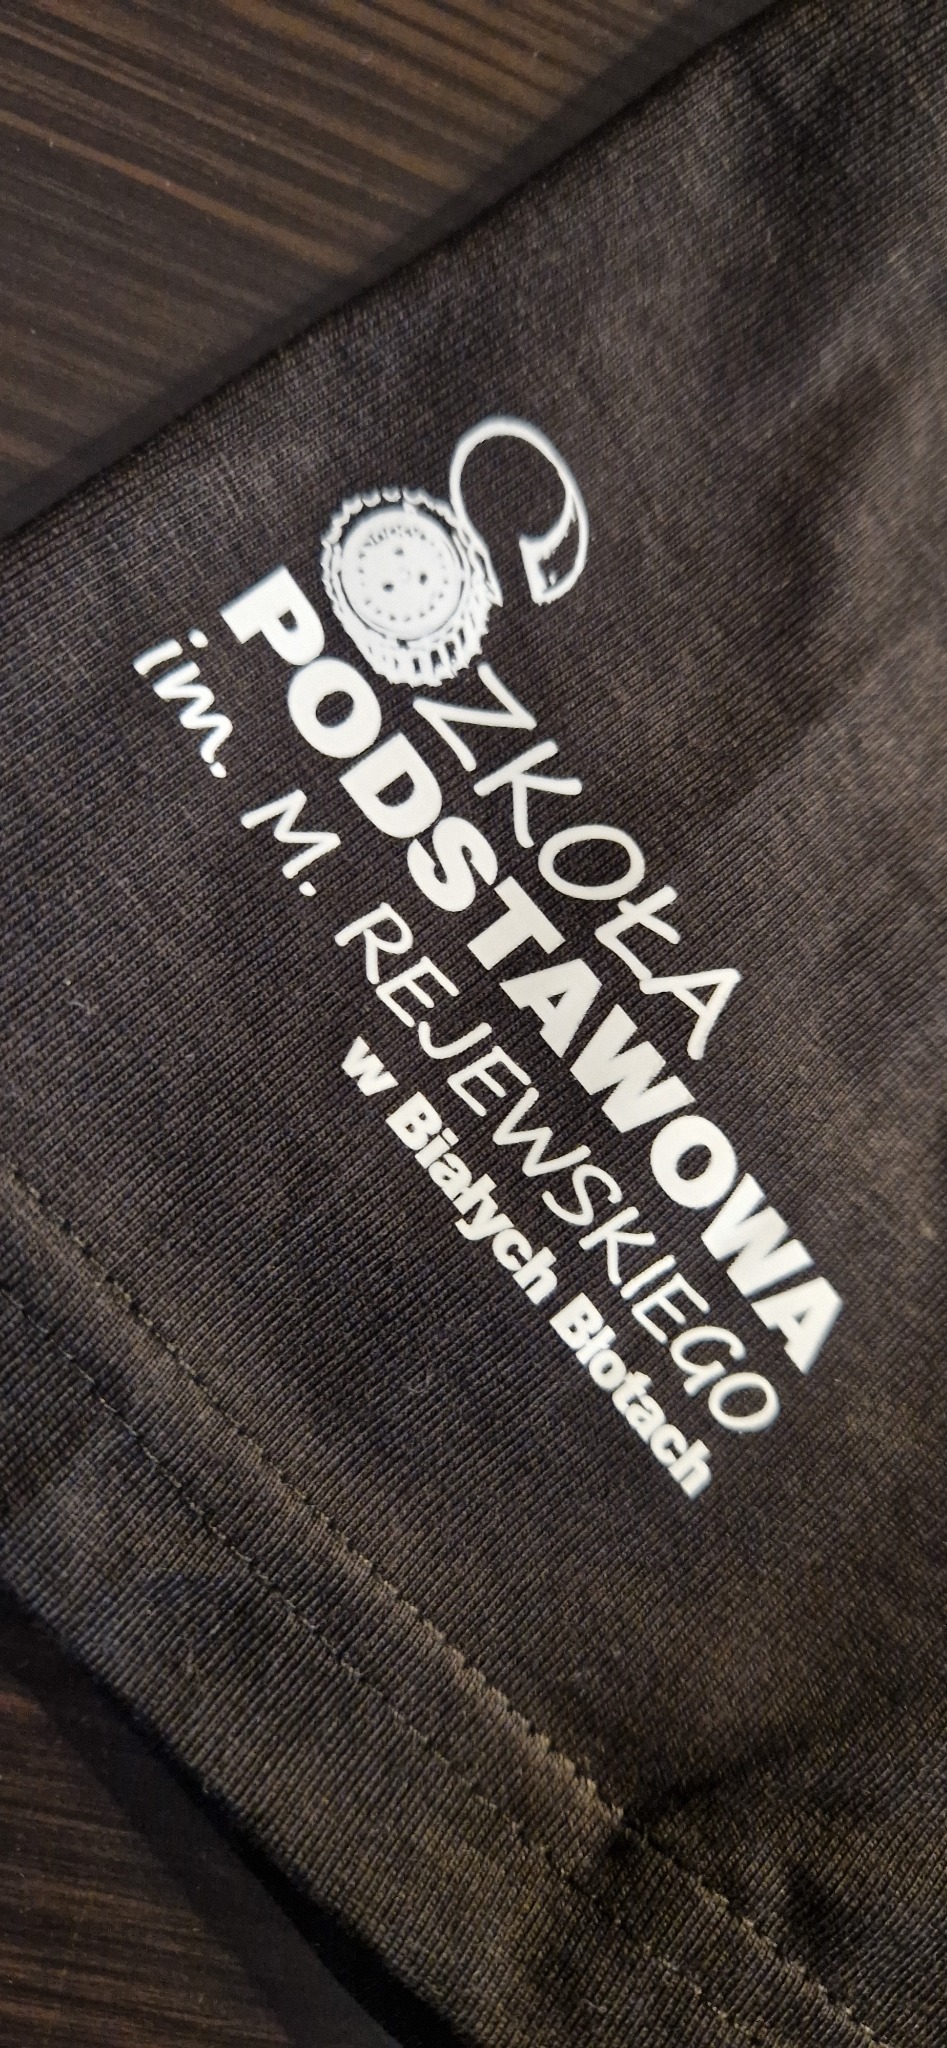 SZKOŁA
PODSTAWOWA
im. M. REJEWSKIEGO
w Białych Błotach